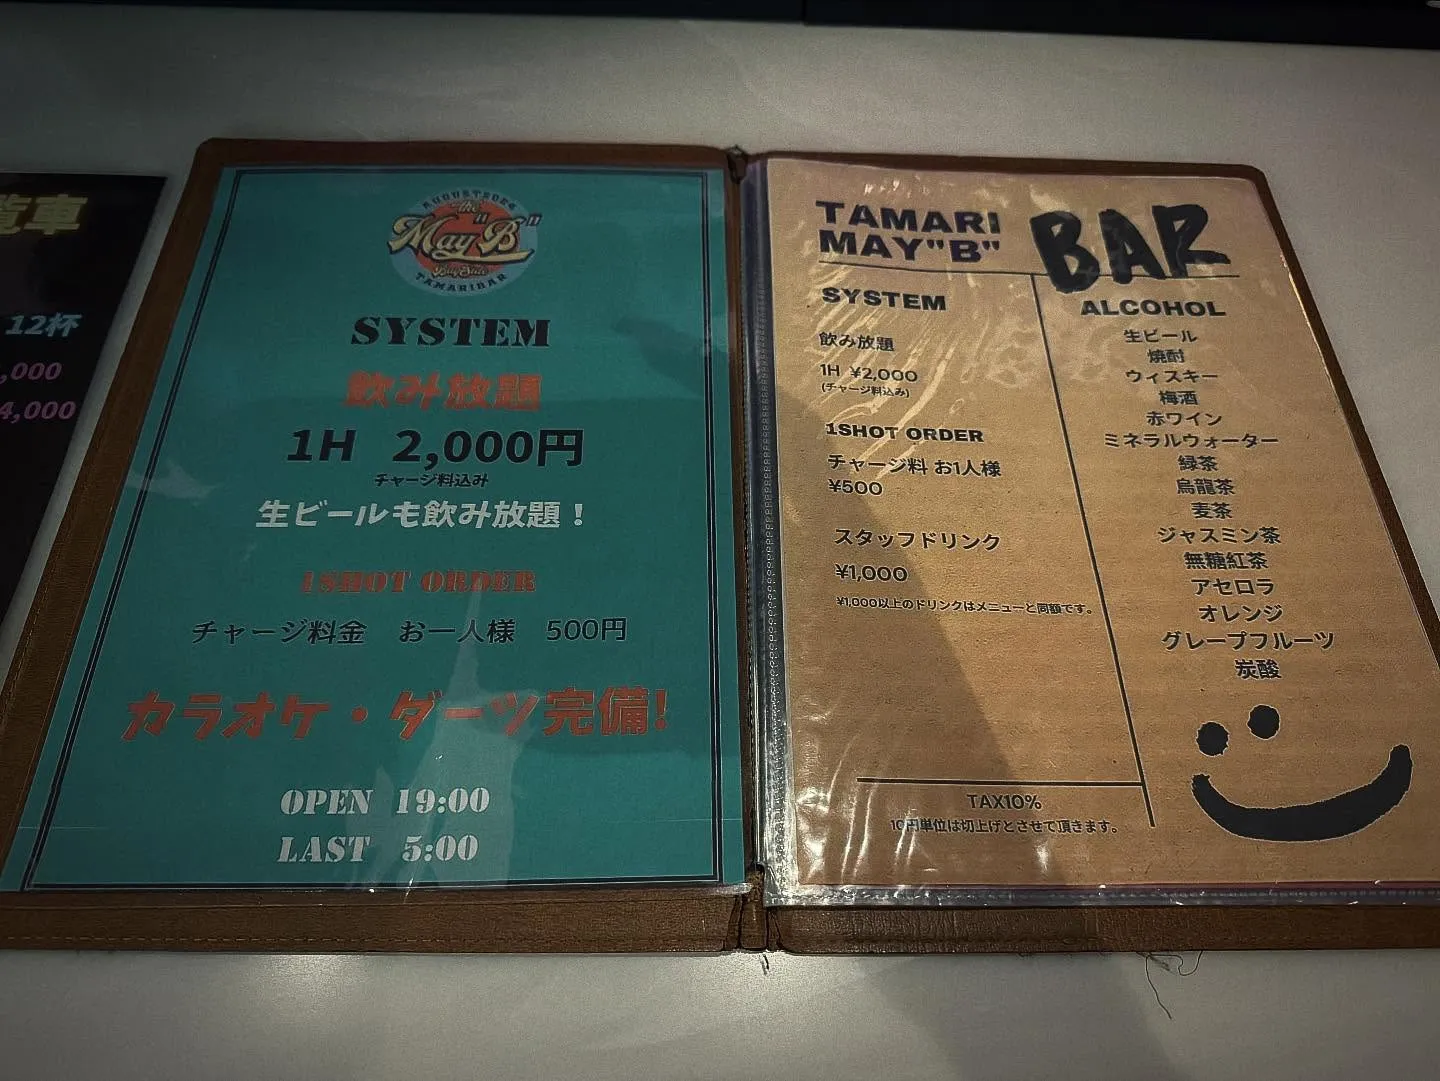 覧車
12杯
,000
4,000
AUGUST2024
the
May "B"
BaySide
TAMARIBAR
SYSTEM
飲み放題
1H 2,000円
チャージ料込み
生ビールも飲み放題！
1SHOT ORDER
チャージ料金 お一人様 500円
カラオケ・ダーツ完備!
OPEN 19:00
LAST 5:00
TAMARI
MAY"B"
BAR
SYSTEM
飲み放題
1H ¥2,000
(チャージ料込み)
1SHOT ORDER
チャージ料 お1人様
¥500
スタッフドリンク
¥1,000
¥1,000以上のドリンクはメニューと同額です。
TAX10%
10円単位は切上げとさせて頂きます。
ALCOHOL
生ビール
焼酎
ウィスキー
梅酒
赤ワイン
ミネラルウォーター
緑茶
烏龍茶
麦茶
ジャスミン茶
無糖紅茶
アセロラ
オレンジ
グレープフルーツ
炭酸